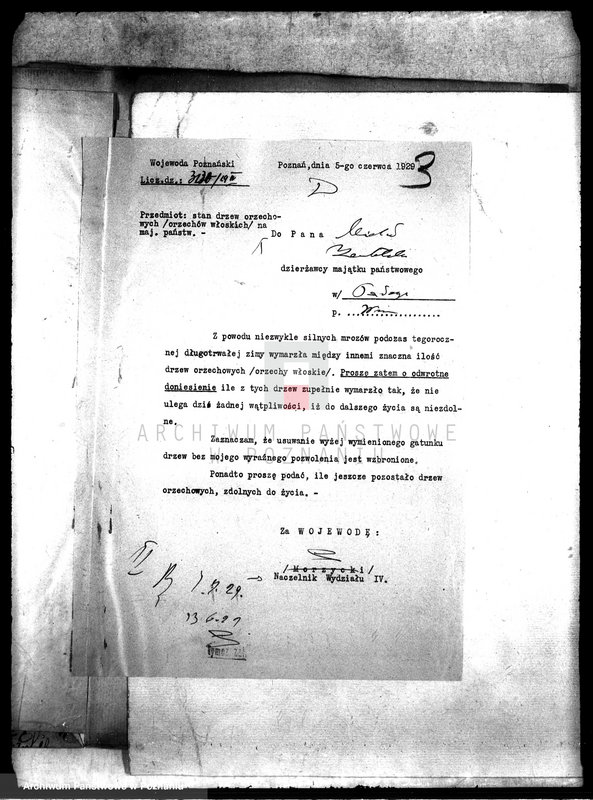 Wojewoda Poznański
Poznań,dnia 5-go czerwca 1929
3
Licz.dz.:
Przedmiot: stan drzew orzecho-
wych /orzechów włoskich/ na
maj. państw. -
Do Pana
dzierżawcy majątku państwowego
w/
p.
Z powodu niezwykle silnych mrozów podczas tegorocz-
nej długotrwałej zimy wymarzła między innemi znaczna ilość
drzew orzechowych /orzechy włoskie/. Proszę zatem o odwrotne
doniesienie ile z tych drzew zupełnie wymarzło tak, że nie
ulega dziś żadnej wątpliwości, iż do dalszego życia są niezdol-
ne.
ARCHIWUM PAŃSTWOWE
Zaznaczam, że usuwanie wyżej wymienionego gatunku
drzew bez mojego wyraźnego pozwolenia jest wzbronione.
W POZNANIU
Ponadto proszę podać, ile jeszcze pozostało drzew
orzechowych, zdolnych do życia. -
Za WOJEWODĘ:
/Morzycki/
Naczelnik Wydziału IV.
13.6.29
Archiwum Państwowe w Poznaniu